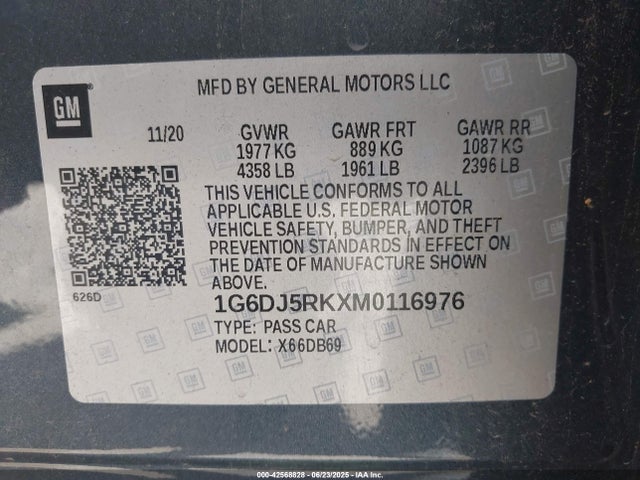 GM
MFD BY GENERAL MOTORS LLC
11/20 GVWR GAWR FRT GAWR RR
1977 KG 889 KG 1087 KG
4358 LB 1961 LB 2396 LB
THIS VEHICLE CONFORMS TO ALL
APPLICABLE U.S. FEDERAL MOTOR
VEHICLE SAFETY, BUMPER, AND THEFT
PREVENTION STANDARDS IN EFFECT ON
THE DATE OF MANUFACTURE SHOWN
ABOVE.
626D
1G6DJ5RKXM0116976
TYPE: PASS CAR
MODEL: X66DB69
000-42568828 - 06/23/2025 - IAA Inc.